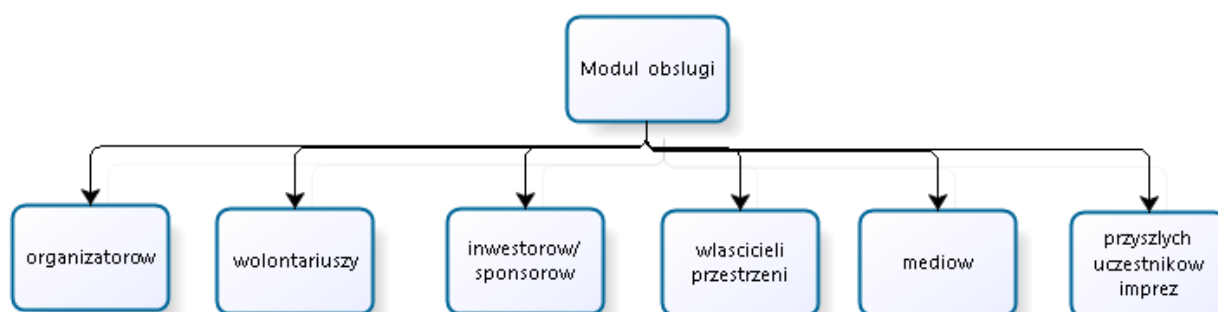 Modul obslugi
organizatorow
wolontariuszy
inwestorow/
sponsorow
wlascicieli
przestrzeni
mediow
przyszlych
uczestnikow
imprez